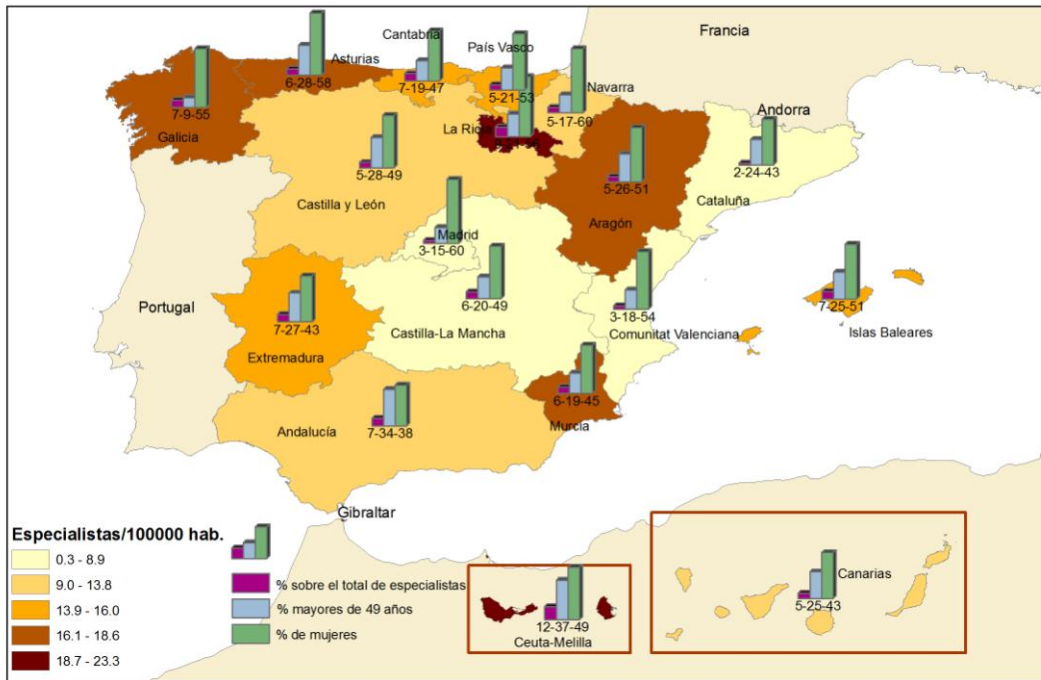 Francia
Cantabria
País Vasco
Asturias
6-28-58
7-19-47
5-21-53
Navarra
Andorra
7-9-55
5-17-60
Galicia
La Rioja
5-28-49
5-26-51
2-24-43
Castilla y León
Cataluña
Aragón
Madrid
3-15-60
Portugal
6-20-49
3-18-54
7-25-51
7-27-43
Castilla-La Mancha
Comunitat Valenciana
Islas Baleares
Extremadura
6-19-45
Andalucía
7-34-38
Murcia
Gibraltar
Especialistas/100000 hab.
0.3 - 8.9
9.0 - 13.8
13.9 - 16.0
16.1 - 18.6
18.7 - 23.3
% sobre el total de especialistas
% mayores de 49 años
% de mujeres
12-37-49
Ceuta-Melilla
Canarias
5-25-43